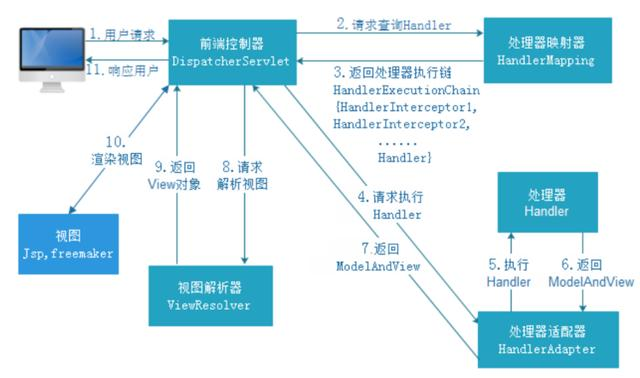 1.用户请求
11.响应用户
前端控制器
DispatcherServlet
2.请求查询Handler
处理器映射器
HandlerMapping
3.返回处理器执行链
HandlerExecutionChain
{HandlerInterceptor1,
HandlerInterceptor2,
......
Handler}
10.
渲染视图
9.返回
View对象
8.请求
解析视图
4.请求执行
Handler
处理器
Handler
视图
Jsp,freemaker
7.返回
ModelAndView
5.执行
Handler
6.返回
ModelAndView
视图解析器
ViewResolver
处理器适配器
HandlerAdapter